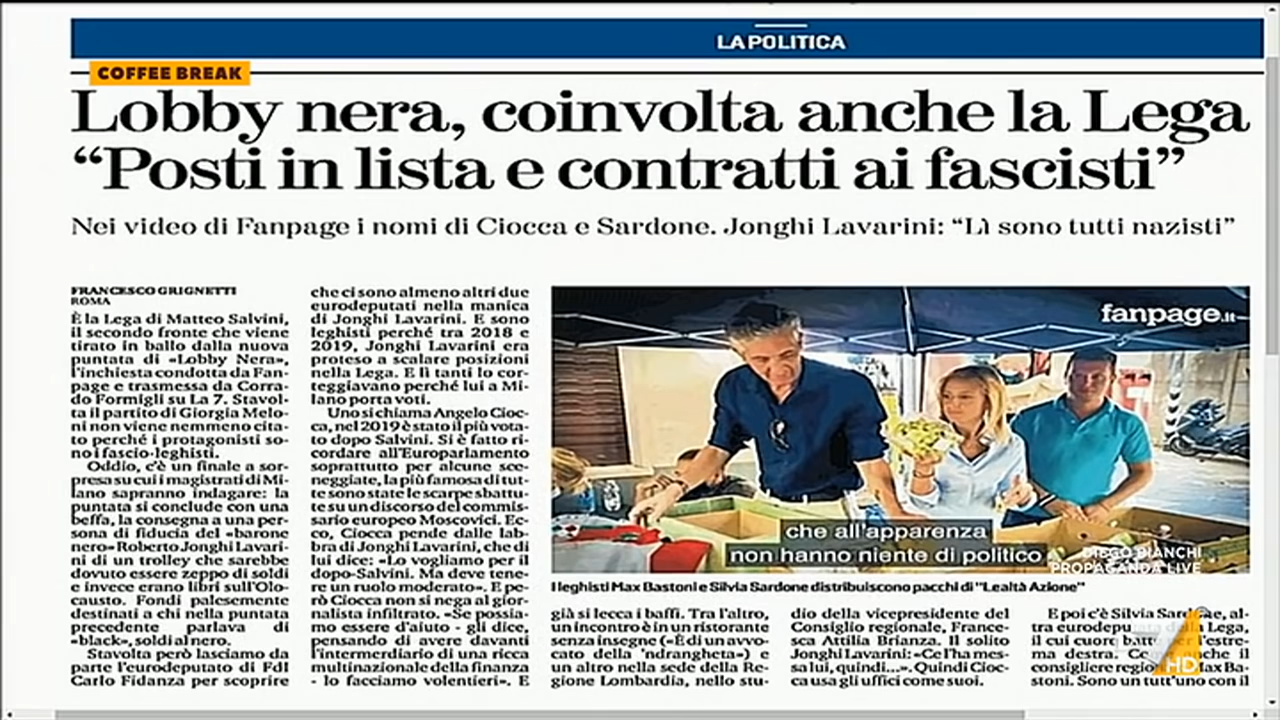 LA POLITICA
COFFEE BREAK
Lobby nera, coinvolta anche la Lega
“Posti in lista e contratti ai fascisti”
Nei video di Fanpage i nomi di Ciocca e Sardone. Jonghi Lavarini: “Lì sono tutti nazisti”
FRANCESCO GRIGNETTI
ROMA
È la Lega di Matteo Salvini,
il secondo fronte che viene
tirato in ballo dalla nuova
puntata di «Lobby Nera»,
l'inchiesta condotta da Fan-
page e trasmessa da Corra-
do Formigli su La 7. Stavol-
ta il partito di Giorgia Melo-
ni non viene nemmeno cita-
to perché i protagonisti so-
no i fascio-leghisti.
Oddio, c'è un finale a sor-
presa su cui i magistrati di Mi-
lano sapranno indagare: la
puntata si conclude con una
beffa, la consegna a una per-
sona di fiducia del «barone
nero» Roberto Jonghi Lavari-
ni di un trolley che sarebbe
dovuto essere zeppo di soldi
e invece erano libri sull'Olo-
causto. Fondi palesemente
destinati a chi nella puntata
precedente parlava di
«black», soldi al nero.
Stavolta però lasciamo da
parte l'eurodeputato di FdI
Carlo Fidanza per scoprire
che ci sono almeno altri due
eurodeputati nella manica
di Jonghi Lavarini. E sono
leghisti perché tra 2018 e
2019, Jonghi Lavarini era
proteso a scalare posizioni
nella Lega. E lì tanti lo cor-
teggiavano perché lui a Mi-
lano porta voti.
Uno si chiama Angelo Cioc-
ca, nel 2019 è stato il più vota-
to dopo Salvini. Si è fatto ri-
cordare all'Europarlamento
soprattutto per alcune sce-
neggiate, la più famosa di tut-
te sono state le scarpe sbattu-
te su un discorso del commis-
sario europeo Moscovici. Ec-
co, Ciocca pende dalle lab-
bra di Jonghi Lavarini, che di
lui dice: «Lo vogliamo per il
dopo-Salvini. Ma deve tene-
re un ruolo moderato». E pe-
rò Ciocca non si nega al gior-
nalista infiltrato. «Se possia-
mo essere d'aiuto - gli dice,
pensando di avere davanti
l'intermediario di una ricca
multinazionale della finanza
- lo facciamo volentieri». E
fanpage.it
che all'apparenza
non hanno niente di politico
DIEGO BIANCHI
PROPAGANDA LIVE
I leghisti Max Bastoni e Silvia Sardone distribuiscono pacchi di "Lealtà Azione"
già si lecca i baffi. Tra l'altro,
un incontro è in un ristorante
senza insegne («È di un avvo-
cato della 'ndrangheta») e
un altro nella sede della Re-
gione Lombardia, nello stu-
dio della vicepresidente del
Consiglio regionale, France-
sca Attilia Brianza. Il solito
Jonghi Lavarini: «Ce l'ha mes-
sa lui, quindi...». Quindi Cioc-
ca usa gli uffici come suoi.
E poi c'è Silvia Sardone, al-
tra eurodeputata della Lega,
il cui cuore batte per l'estre-
ma destra. anche il
consigliere Max Ba-
stoni. Sono un tutt'uno con il
7 HD